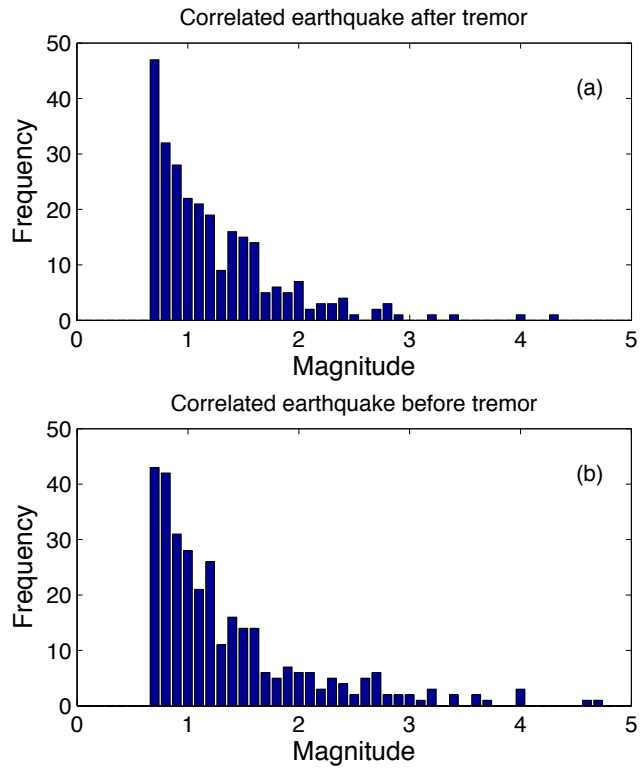 Correlated earthquake after tremor
50
40
30
20
10
0
Frequency
(a)
0 1 2 3 4 5
Magnitude
Correlated earthquake before tremor
50
40
30
20
10
0
Frequency
(b)
0 1 2 3 4 5
Magnitude